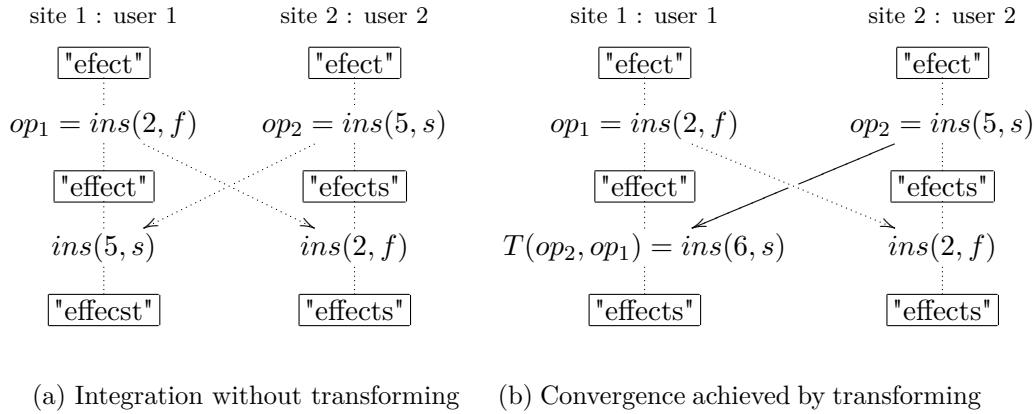 site 1 : user 1 site 2 : user 2 site 1 : user 1 site 2 : user 2
"efect" "efect" "efect" "efect"
op1 = ins(2, f) op2 = ins(5, s) op1 = ins(2, f) op2 = ins(5, s)
"effect" "efects" "effect" "efects"
ins(5, s) ins(2, f) T(op2, op1) = ins(6, s) ins(2, f)
"effecst" "effects" "effects" "effects"
(a) Integration without transforming (b) Convergence achieved by transforming